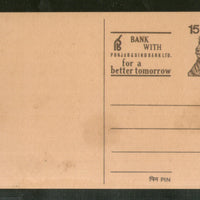 BANK
WITH
PUNJAB & SIND BANK LTD.
for a
better tomorrow
15
पिन PIN